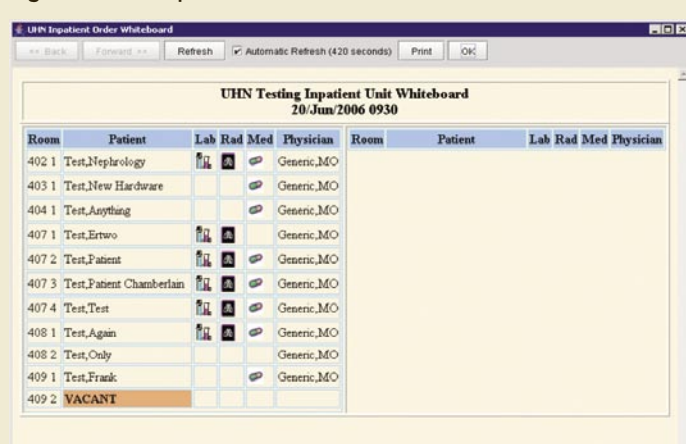 UHN Inpatient Order Whiteboard
<< Back Forward >> Refresh Automatic Refresh (420 seconds) Print OK
UHN Testing Inpatient Unit Whiteboard
20/Jun/2006 0930
Room Patient Lab Rad Med Physician Room Patient Lab Rad Med Physician
402 1 Test,Nephrology Generic,MO
403 1 Test,New Hardware Generic,MO
404 1 Test,Anything Generic,MO
407 1 Test,Ertwo Generic,MO
407 2 Test,Patient Generic,MO
407 3 Test,Patient Chamberlain Generic,MO
407 4 Test,Test Generic,MO
408 1 Test,Again Generic,MO
408 2 Test,Only Generic,MO
409 1 Test,Frank Generic,MO
409 2 VACANT